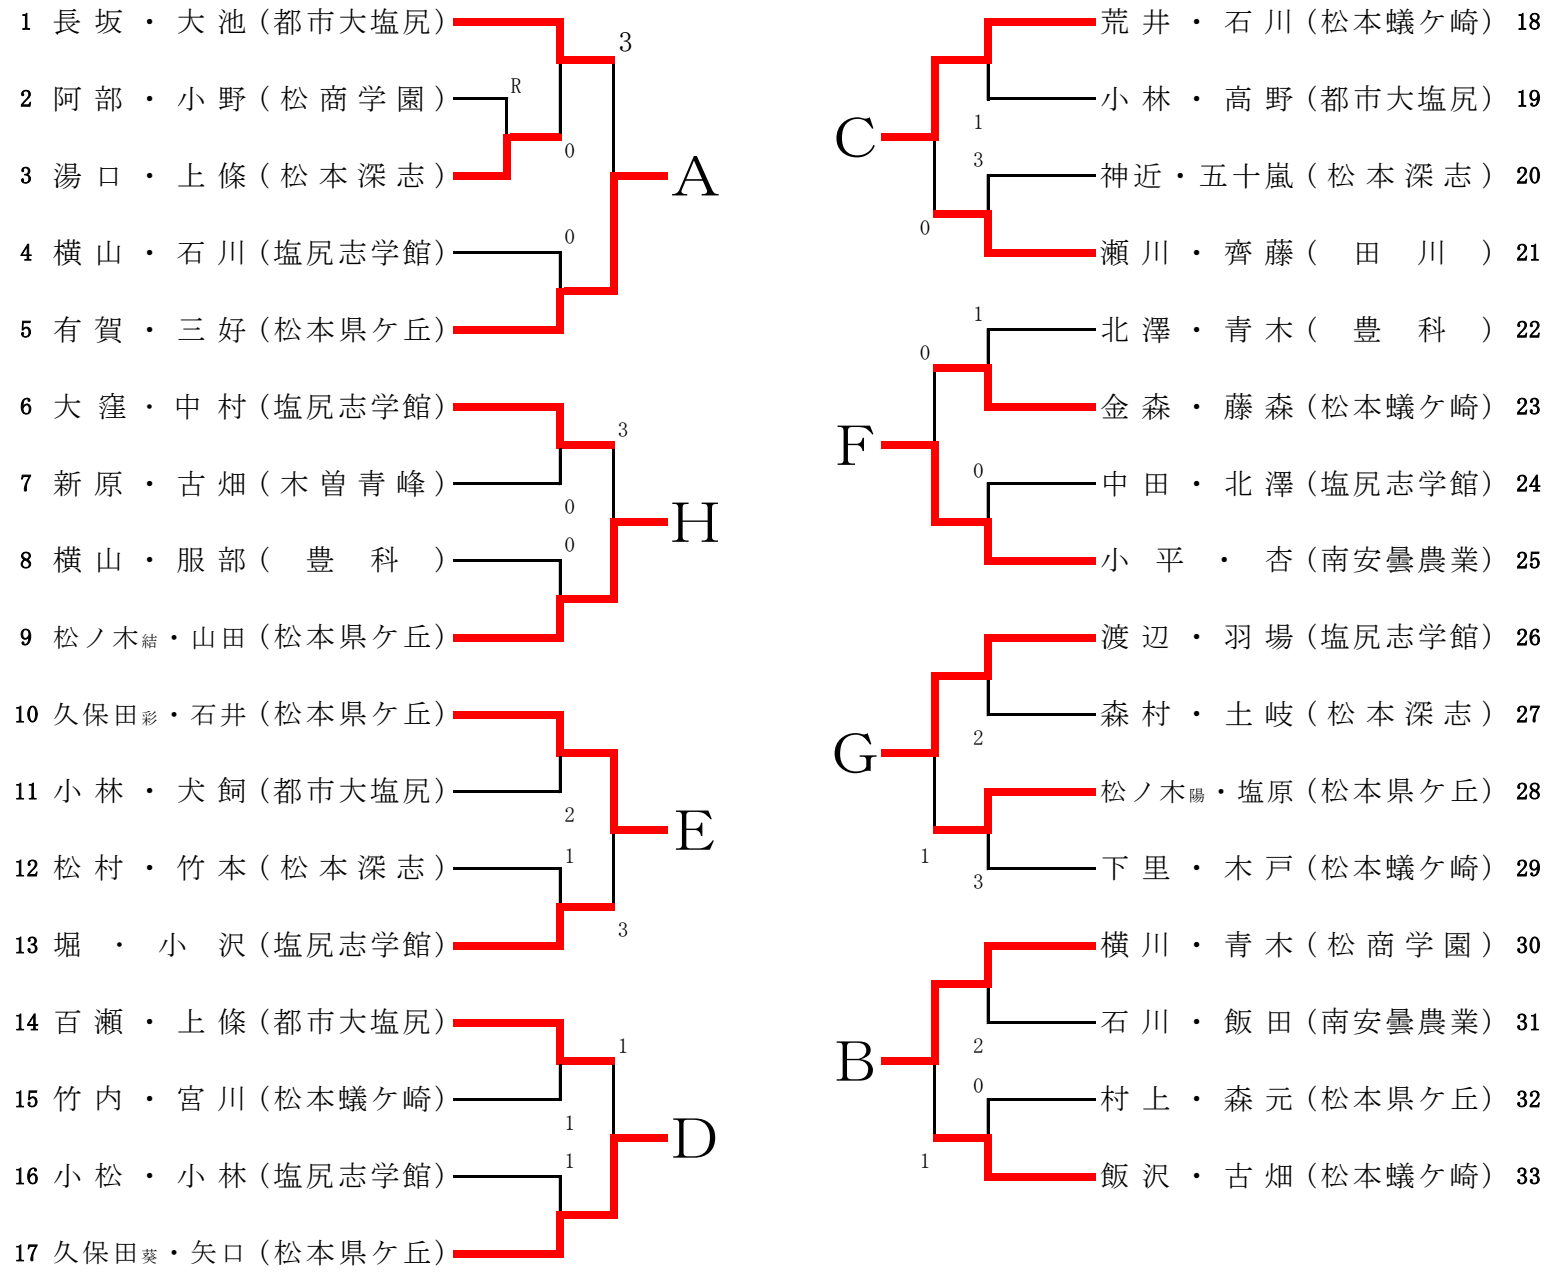 1 長坂・大池(都市大塩尻)
2 阿部・小野(松商学園)
3 湯口・上條(松本深志)
4 横山・石川(塩尻志学館)
5 有賀・三好(松本県ケ丘)
6 大窪・中村(塩尻志学館)
7 新原・古畑(木曽青峰)
8 横山・服部(豊科)
9 松ノ木結・山田(松本県ケ丘)
10 久保田彩・石井(松本県ケ丘)
11 小林・犬飼(都市大塩尻)
12 松村・竹本(松本深志)
13 堀・小沢(塩尻志学館)
14 百瀬・上條(都市大塩尻)
15 竹内・宮川(松本蟻ケ崎)
16 小松・小林(塩尻志学館)
17 久保田葵・矢口(松本県ケ丘)
3
R
0
A
0
3
0
H
0
E
2
1
3
1
D
1
1
荒井・石川(松本蟻ケ崎) 18
小林・高野(都市大塩尻) 19
神近・五十嵐(松本深志) 20
瀬川・齊藤(田川) 21
北澤・青木(豊科) 22
金森・藤森(松本蟻ケ崎) 23
中田・北澤(塩尻志学館) 24
小平・杏(南安曇農業) 25
渡辺・羽場(塩尻志学館) 26
森村・土岐(松本深志) 27
松ノ木陽・塩原(松本県ケ丘) 28
下里・木戸(松本蟻ケ崎) 29
横川・青木(松商学園) 30
石川・飯田(南安曇農業) 31
村上・森元(松本県ケ丘) 32
飯沢・古畑(松本蟻ケ崎) 33
C
1
3
0
1
0
F
0
2
G
1
3
2
B
0
1